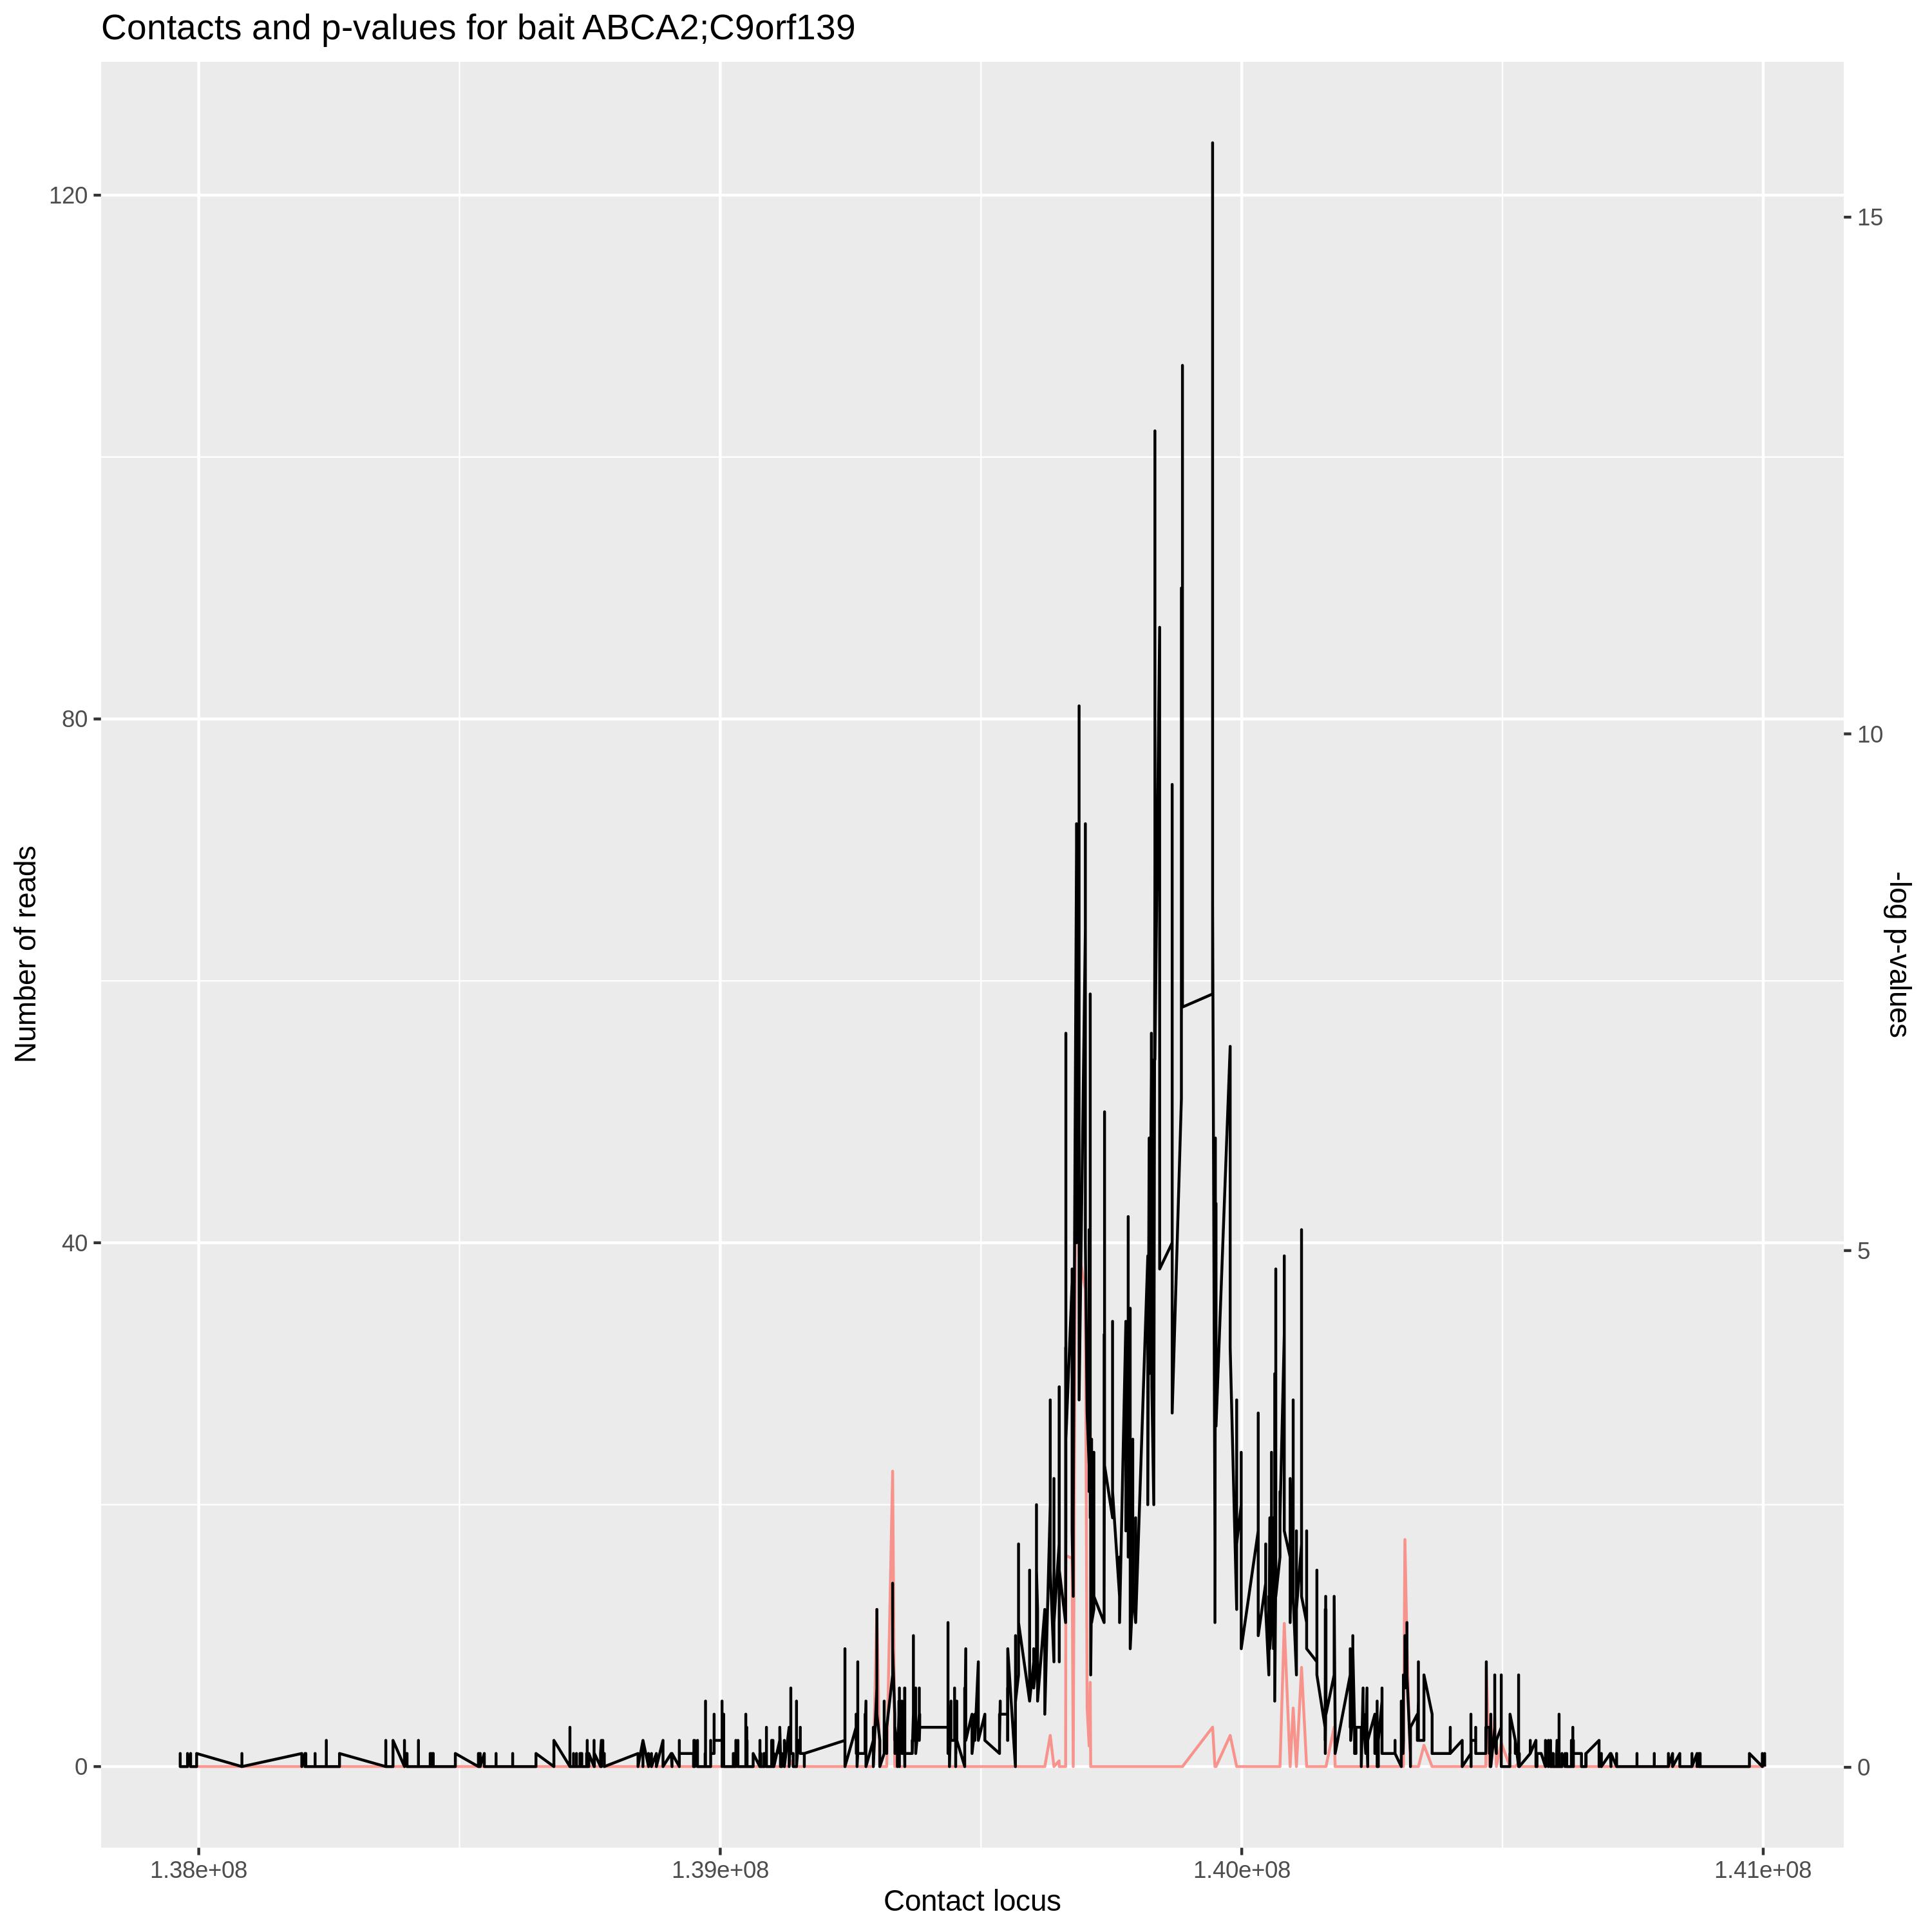 Contacts and p-values for bait ABCA2;C9orf139
120
80
40
0
Number of reads
15
10
5
0
-log p-values
1.38e+08
1.39e+08
1.40e+08
1.41e+08
Contact locus